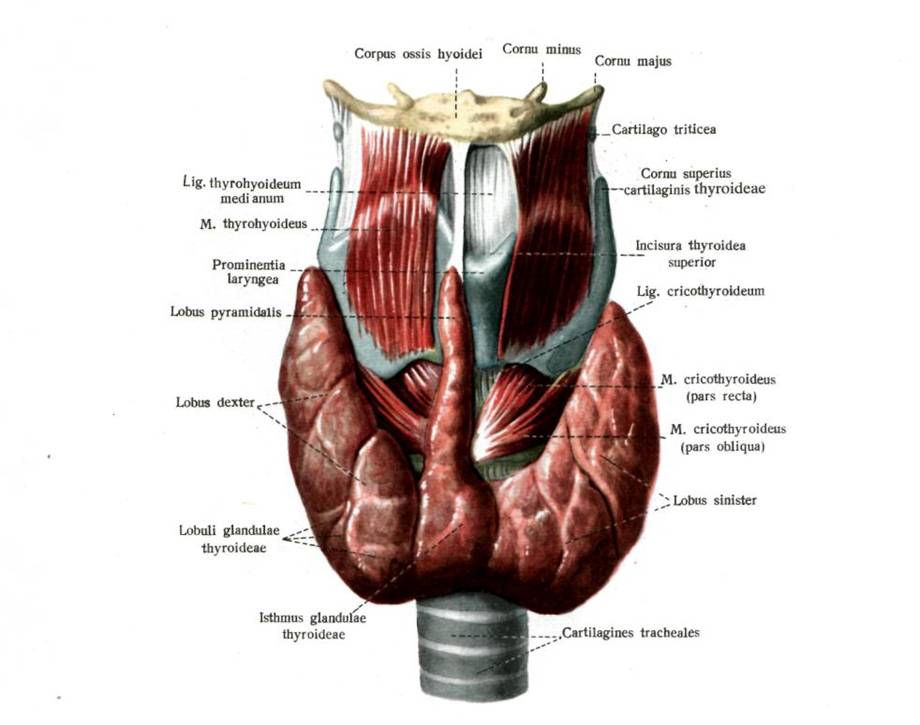 Corpus ossis hyoidei
Cornu minus
Cornu majus
Cartilago triticea
Lig. thyrohyoideum
medianum
Cornu superius
cartilaginis thyroideae
M. thyrohyoideus
Incisura thyroidea
superior
Prominentia
laryngea
Lig. cricothyroideum
Lobus pyramidalis
M. cricothyroideus
(pars recta)
Lobus dexter
M. cricothyroideus
(pars obliqua)
Lobus sinister
Lobuli glandulae
thyroideae
Isthmus glandulae
thyroideae
Cartilagines tracheales